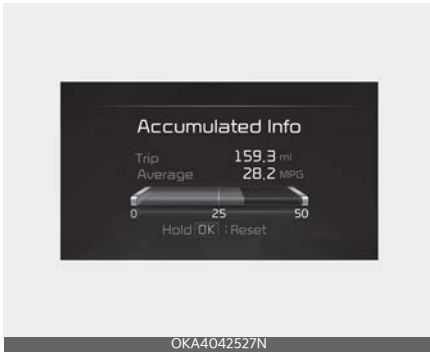 Accumulated Info
Trip 159.3 mi
Average 28.2 MPG
0 25 50
Hold OK : Reset
OKA4042527N